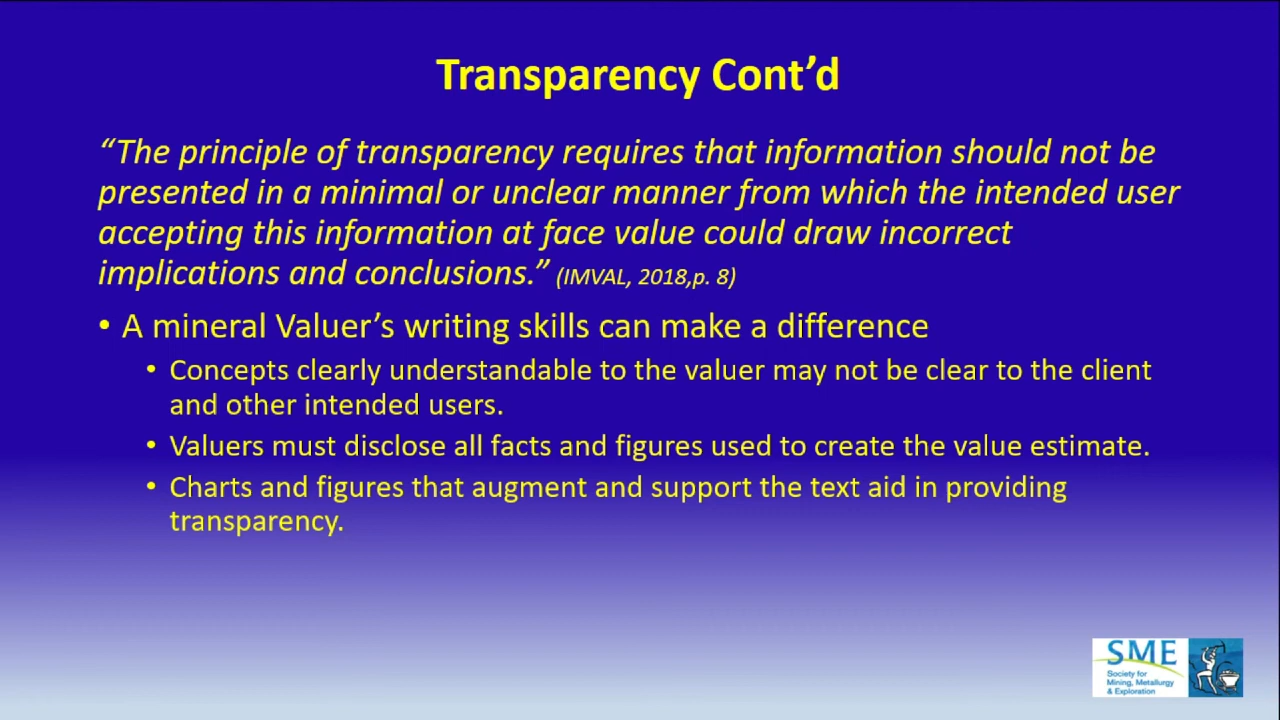 Transparency Cont’d
“The principle of transparency requires that information should not be
presented in a minimal or unclear manner from which the intended user
accepting this information at face value could draw incorrect
implications and conclusions.” (IMVAL, 2018,p. 8)
• A mineral Valuer’s writing skills can make a difference
• Concepts clearly understandable to the valuer may not be clear to the client
and other intended users.
• Valuers must disclose all facts and figures used to create the value estimate.
• Charts and figures that augment and support the text aid in providing
transparency.
SME
Society for
Mining, Metallurgy
& Exploration